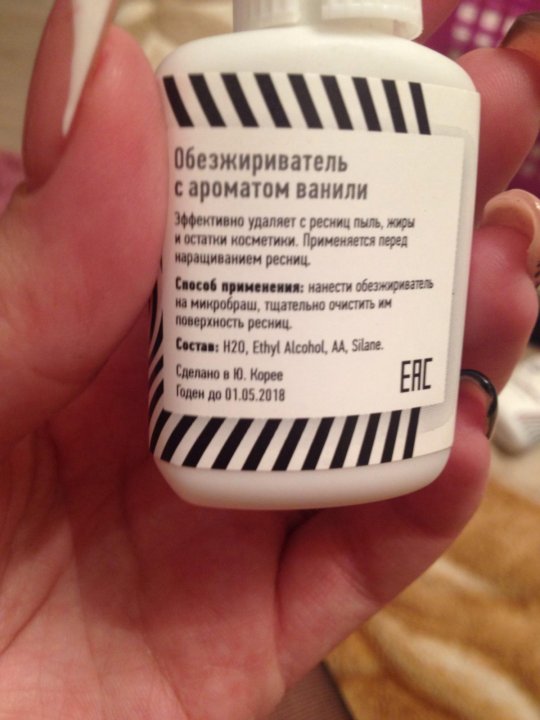 Обезжириватель
с ароматом ванили
Эффективно удаляет с ресниц пыль, жиры
и остатки косметики. Применяется перед
наращиванием ресниц.
Способ применения: нанести обезжириватель
на микробраш, тщательно очистить им
поверхность ресниц.
Состав: H2O, Ethyl Alcohol, AA, Silane.
Сделано в Ю. Корее
Годен до 01.05.2018
EAC